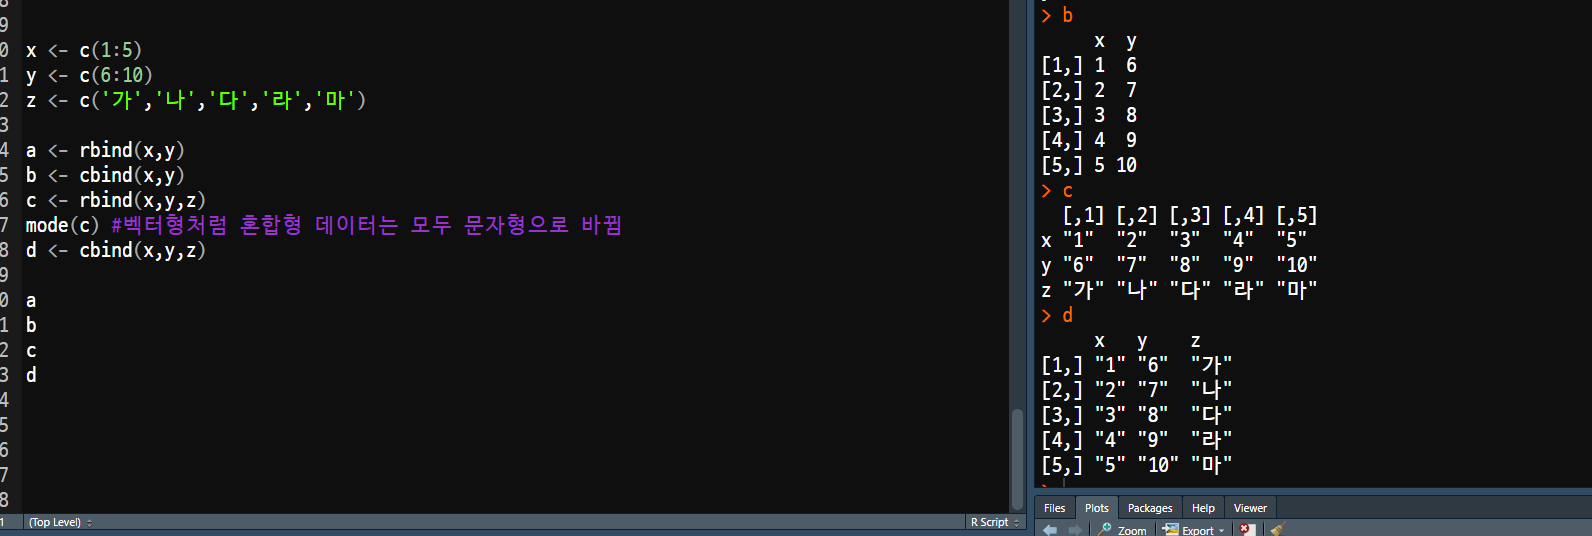 9
0 x <- c(1:5)
1 y <- c(6:10)
2 z <- c('가','나','다','라','마')
3
4 a <- rbind(x,y)
5 b <- cbind(x,y)
6 c <- rbind(x,y,z)
7 mode(c) #벡터형처럼 혼합형 데이터는 모두 문자형으로 바뀜
8 d <- cbind(x,y,z)
9
0 a
1 b
2 c
3 d
4
5
6
7
8
1 (Top Level) R Script
> b
x y
[1,] 1 6
[2,] 2 7
[3,] 3 8
[4,] 4 9
[5,] 5 10
> c
[,1] [,2] [,3] [,4] [,5]
x "1" "2" "3" "4" "5"
y "6" "7" "8" "9" "10"
z "가" "나" "다" "라" "마"
> d
x y z
[1,] "1" "6" "가"
[2,] "2" "7" "나"
[3,] "3" "8" "다"
[4,] "4" "9" "라"
[5,] "5" "10" "마"
>
Files Plots Packages Help Viewer
Zoom Export